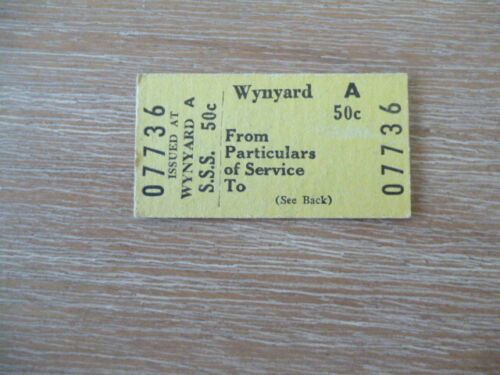 07736
ISSUED AT
WYNYARD A
S.S.S. 50c
Wynyard A
50c
From
Particulars
of Service
To
(See Back)
07736